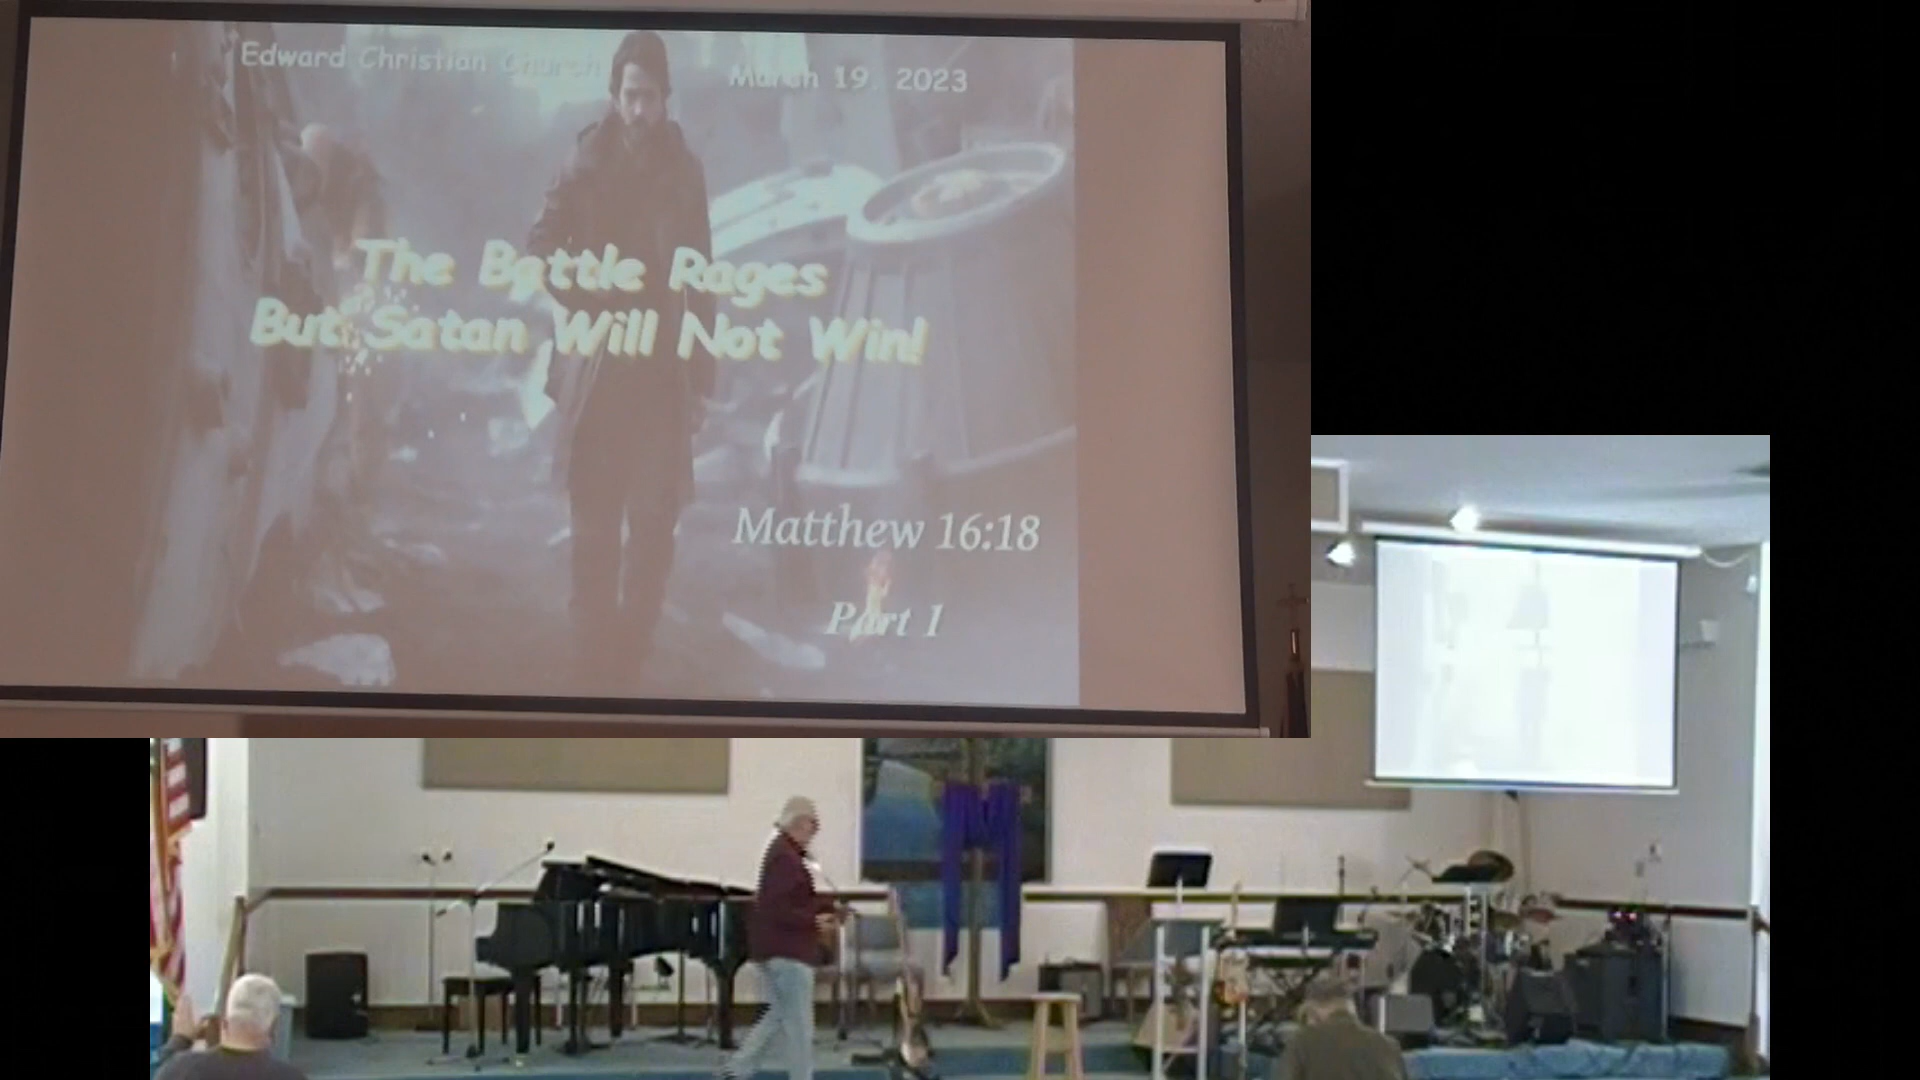 Edward Christian Church
March 19, 2023
The Battle Rages
But Satan Will Not Win!
Matthew 16:18
Part 1